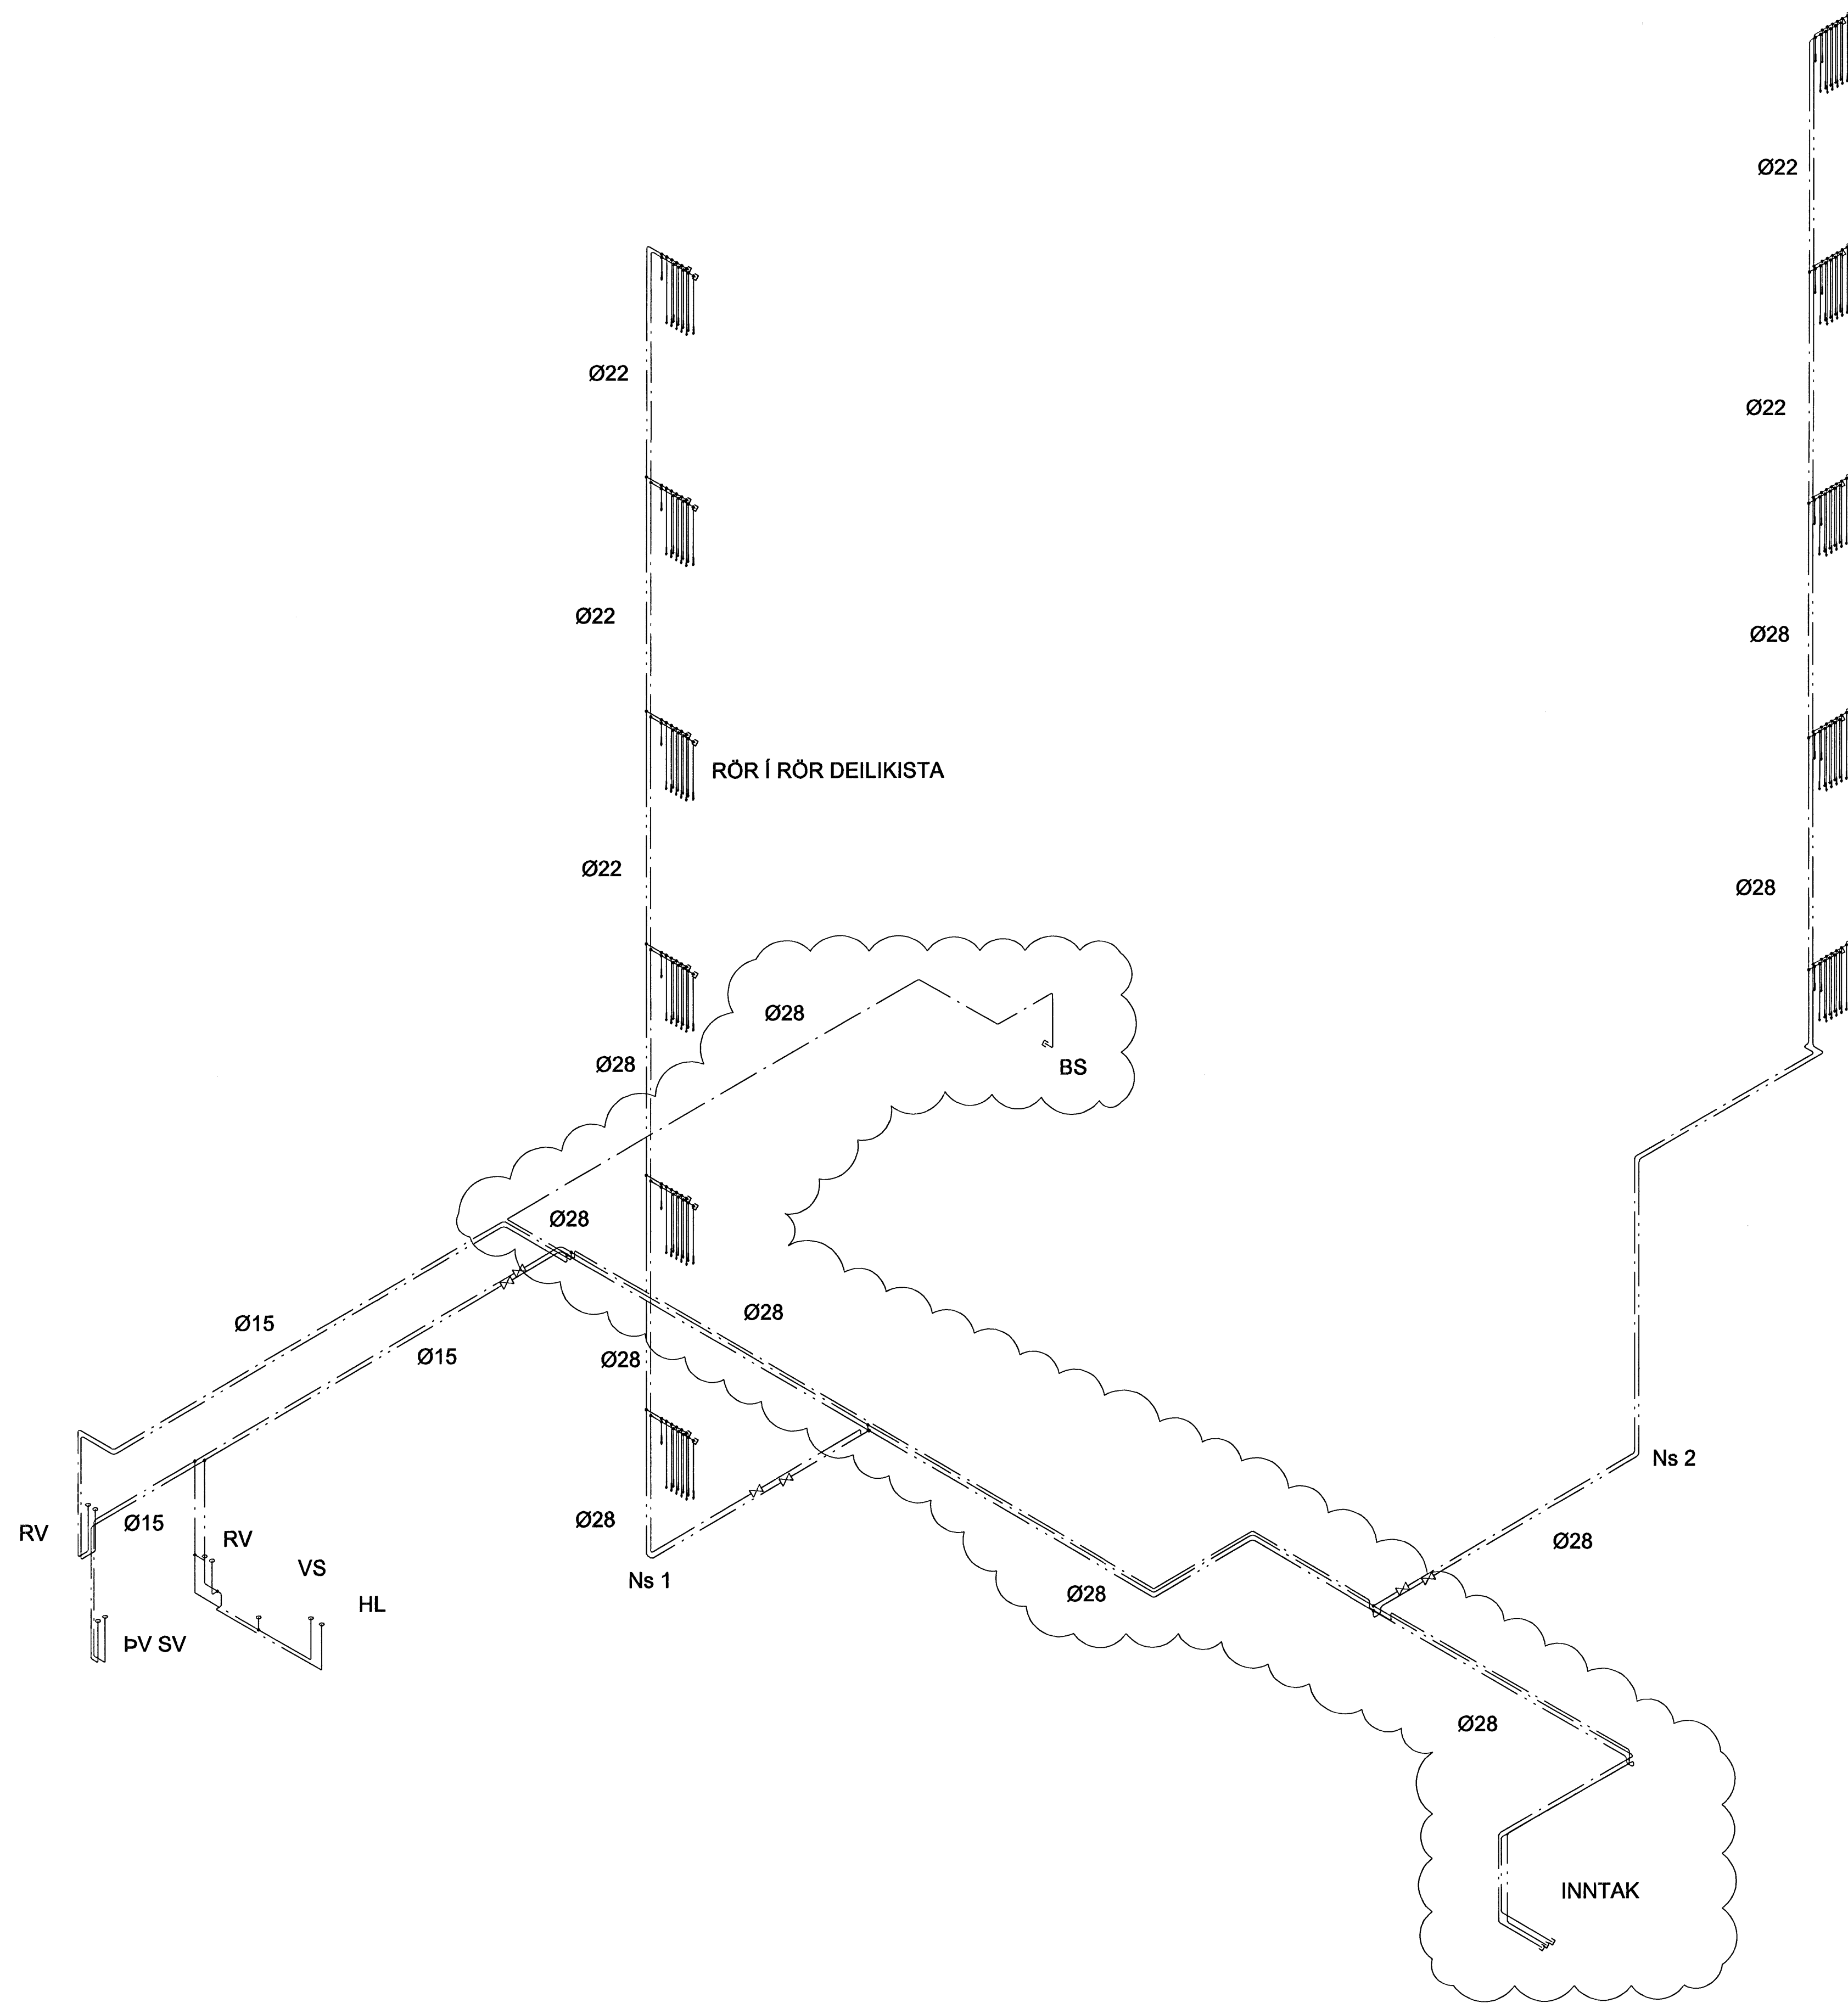 Ø22
Ø22
Ø22
Ø22
Ø28
RÖR Í RÖR DEILIKISTA
Ø22
Ø28
Ø28
Ø28
BS
Ø28
Ø28
Ø15
Ø15
Ø28
Ø28
Ns 2
Ø15
RV
RV
Ø28
Ø28
VS
Ns 1
Ø28
HL
ÞV SV
Ø28
INNTAK